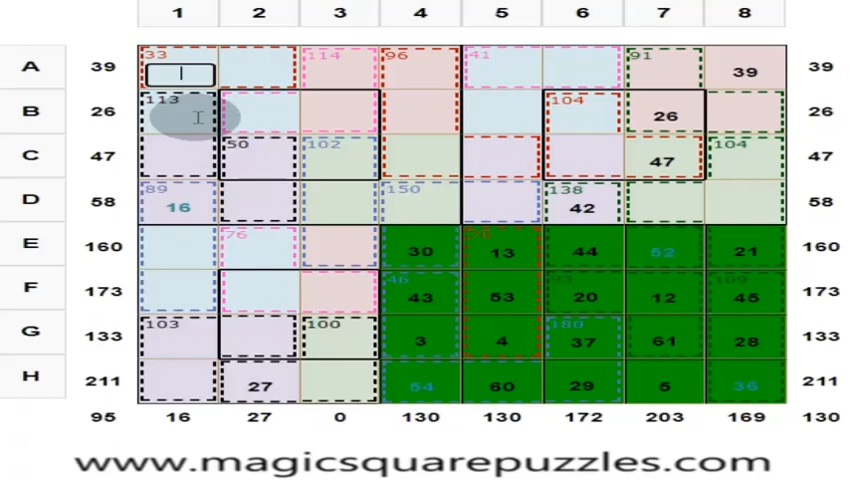 1 2 3 4 5 6 7 8
33 114 96 41 91
A 39 39 39
113 104
B 26 26 26
50 102 104
C 47 47 47
89 150 138
D 58 16 42 58
76
E 160 30 13 44 52 21 160
46 93 109
F 173 43 53 20 12 45 173
103 100 180
G 133 3 4 37 61 28 133
H 211 27 54 60 29 5 36 211
95 16 27 0 130 130 172 203 169 130
www.magicsquarepuzzles.com